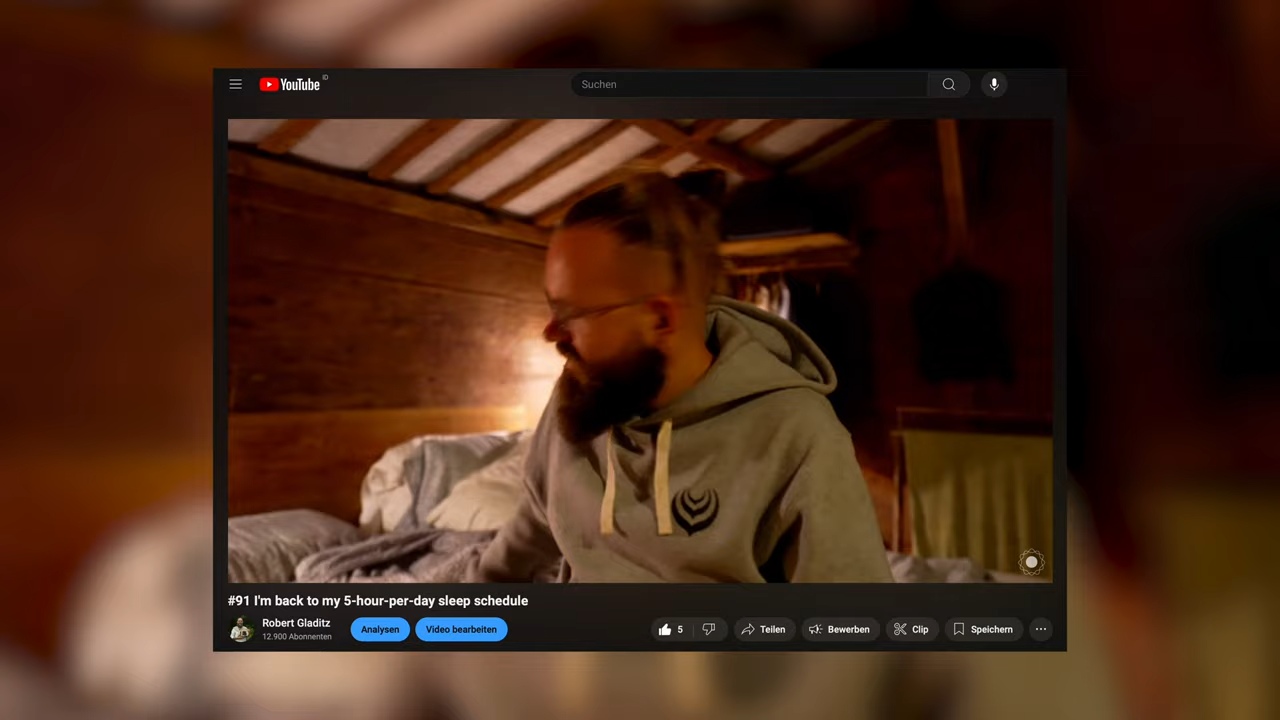 YouTube ID
Suchen
#91 I'm back to my 5-hour-per-day sleep schedule
Robert Gladitz
12.900 Abonnenten
Analysen
Video bearbeiten
5
Teilen
Bewerben
Clip
Speichern